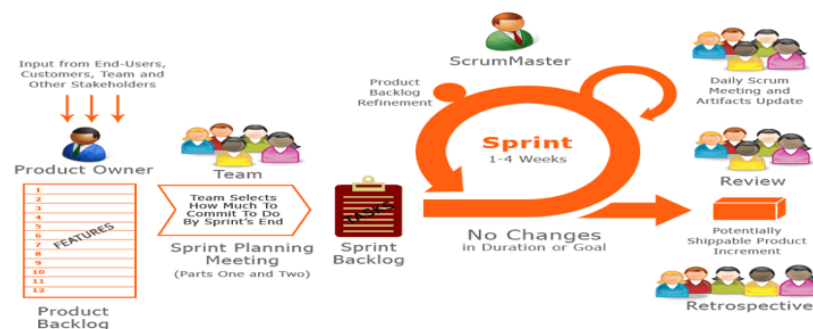 Input from End-Users,
Customers, Team and
Other Stakeholders
Product Owner
1
2
3
4
5
6
7
8
9
10
11
12
FEATURES
Product
Backlog
Team
Team Selects
How Much To
Commit To Do
By Sprint's End
Sprint Planning
Meeting
(Parts One and Two)
TASKS
Sprint
Backlog
ScrumMaster
Product
Backlog
Refinement
Sprint
1-4 Weeks
No Changes
in Duration or Goal
Daily Scrum
Meeting and
Artifacts Update
Review
Potentially
Shippable Product
Increment
Retrospective